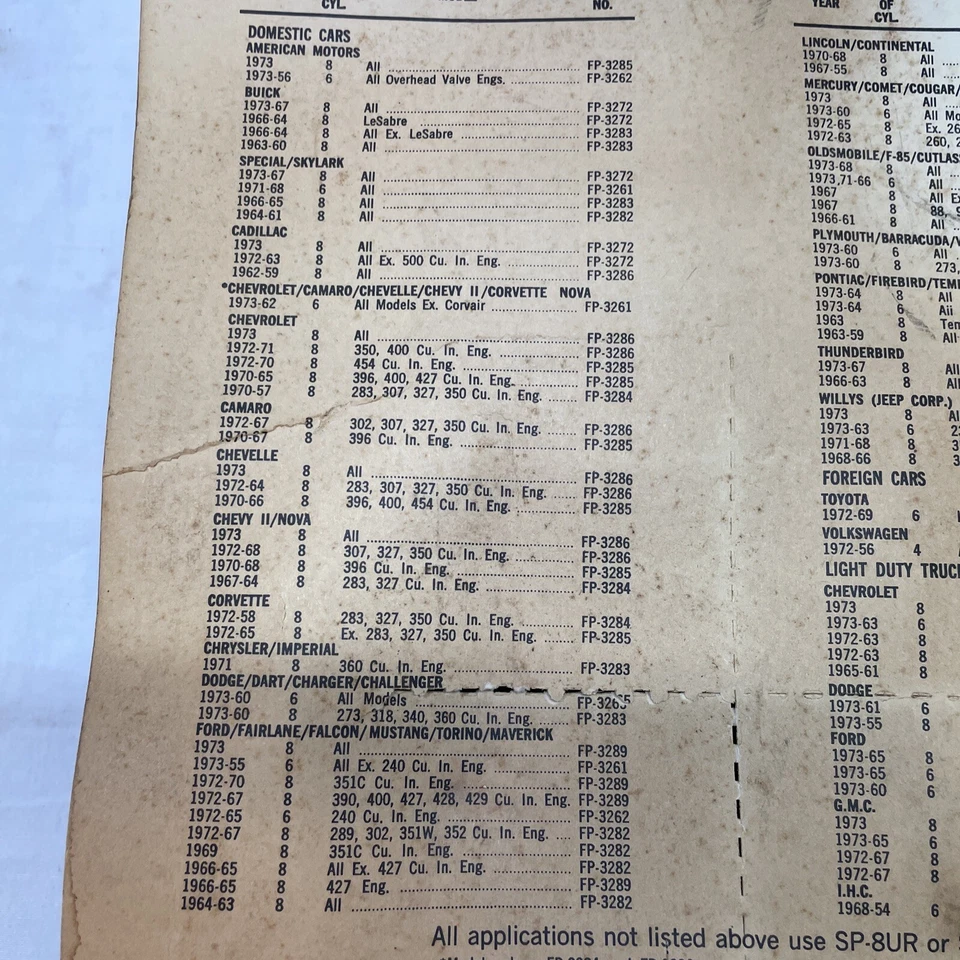 CYL. NO.
DOMESTIC CARS
AMERICAN MOTORS
1973 8 All FP-3285
1973-56 6 All Overhead Valve Engs. FP-3262
BUICK
1973-67 8 All FP-3272
1966-64 8 LeSabre FP-3272
1966-64 8 All Ex. LeSabre FP-3283
1963-60 8 All FP-3283
SPECIAL/SKYLARK
1973-67 8 All FP-3272
1971-68 6 All FP-3261
1966-65 8 All FP-3283
1964-61 8 All FP-3282
CADILLAC
1973 8 All FP-3272
1972-63 8 All Ex. 500 Cu. In. Eng. FP-3272
1962-59 8 All FP-3286
*CHEVROLET/CAMARO/CHEVELLE/CHEVY II/CORVETTE NOVA
1973-62 6 All Models Ex. Corvair FP-3261
CHEVROLET
1973 8 All FP-3286
1972-71 8 350, 400 Cu. In. Eng. FP-3286
1972-70 8 454 Cu. In. Eng. FP-3285
1970-65 8 396, 400, 427 Cu. In. Eng. FP-3285
1970-57 8 283, 307, 327, 350 Cu. In. Eng. FP-3284
CAMARO
1972-67 8 302, 307, 327, 350 Cu. In. Eng. FP-3286
1970-67 8 396 Cu. In. Eng. FP-3285
CHEVELLE
1973 8 All FP-3286
1972-64 8 283, 307, 327, 350 Cu. In. Eng. FP-3286
1970-66 8 396, 400, 454 Cu. In. Eng. FP-3285
CHEVY II/NOVA
1973 8 All FP-3286
1972-68 8 307, 327, 350 Cu. In. Eng. FP-3286
1970-68 8 396 Cu. In. Eng. FP-3285
1967-64 8 283, 327 Cu. In. Eng. FP-3284
CORVETTE
1972-58 8 283, 327, 350 Cu. In. Eng. FP-3284
1972-65 8 Ex. 283, 327, 350 Cu. In. Eng. FP-3285
CHRYSLER/IMPERIAL
1971 8 360 Cu. In. Eng. FP-3283
DODGE/DART/CHARGER/CHALLENGER
1973-60 6 All Models FP-3265
1973-60 8 273, 318, 340, 360 Cu. In. Eng. FP-3283
FORD/FAIRLANE/FALCON/MUSTANG/TORINO/MAVERICK
1973 8 All FP-3289
1973-55 6 All Ex. 240 Cu. In. Eng. FP-3261
1972-70 8 351C Cu. In. Eng. FP-3289
1972-67 8 390, 400, 427, 428, 429 Cu. In. Eng. FP-3289
1972-65 6 240 Cu. In. Eng. FP-3262
1972-67 8 289, 302, 351W, 352 Cu. In. Eng. FP-3282
1969 8 351C Cu. In. Eng. FP-3282
1966-65 8 All Ex. 427 Cu. In. Eng. FP-3282
1966-65 8 427 Eng. FP-3289
1964-63 8 All FP-3282
YEAR OF
CYL.
LINCOLN/CONTINENTAL
1970-68 8 All
1967-55 8 All
MERCURY/COMET/COUGAR/
1973 8 All
1973-60 6 All
1972-65 8 Ex.
1972-63 8 260,
OLDSMOBILE/F-85/
1973-68 8 All
1973,71-66 6 All
1967 8 All
1967 8 88,
1966-61 8 All
PLYMOUTH/BARRACUDA/
1973-60 6 All
1973-60 8 273,
PONTIAC/FIREBIRD/
1973-64 8 All
1973-64 6 All
1963 8
1963-59 8 All
THUNDERBIRD
1973-67 8 All
1966-63 8 All
WILLYS (JEEP CORP.)
1973 8
1973-63 6
1971-68 8
1968-66 8
FOREIGN CARS
TOYOTA
1972-69 6
VOLKSWAGEN
1972-56 4
LIGHT DUTY
CHEVROLET
1973 8
1973-63 6
1972-63 8
1972-63 8
1965-61 8
DODGE
1973-61 6
1973-55 8
FORD
1973-65 8
1973-65 6
1973-60 6
G.M.C.
1973 8
1973-65 6
1972-67 8
1972-67 8
I.H.C.
1968-54 6
All applications not listed above use SP-8UR or